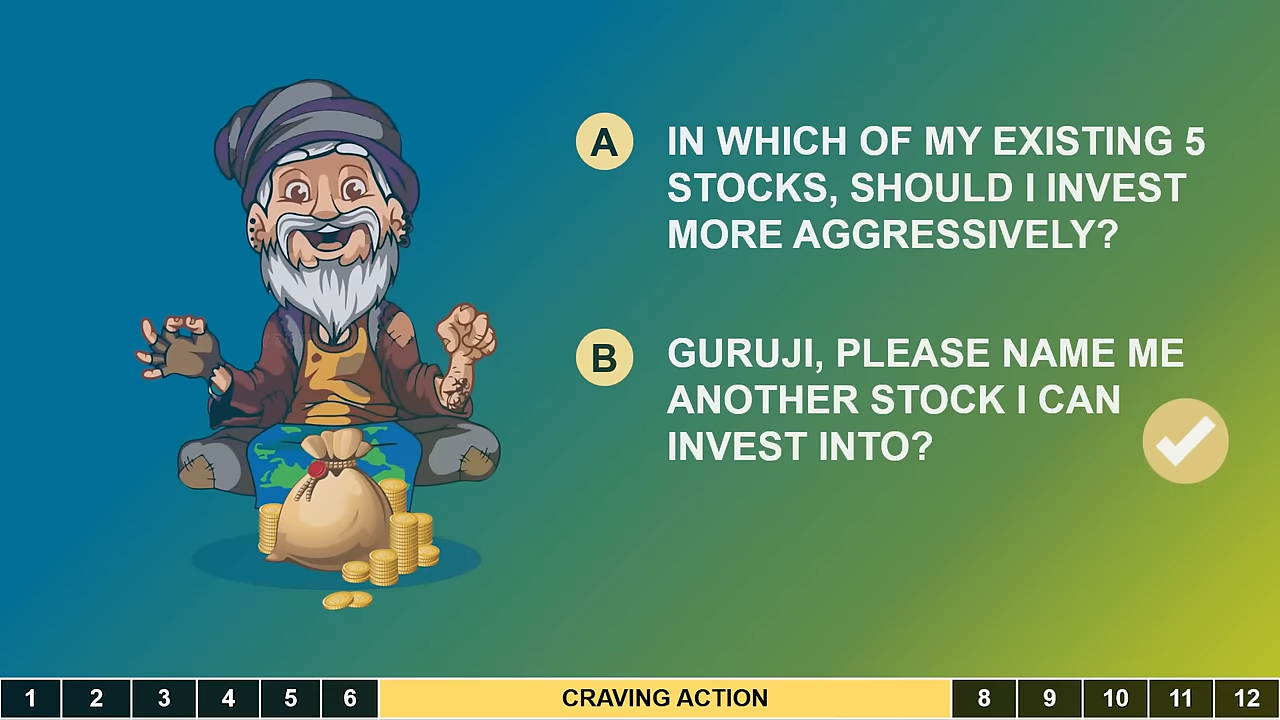 A
IN WHICH OF MY EXISTING 5
STOCKS, SHOULD I INVEST
MORE AGGRESSIVELY?
B
GURUJI, PLEASE NAME ME
ANOTHER STOCK I CAN
INVEST INTO?
1 2 3 4 5 6 CRAVING ACTION 8 9 10 11 12